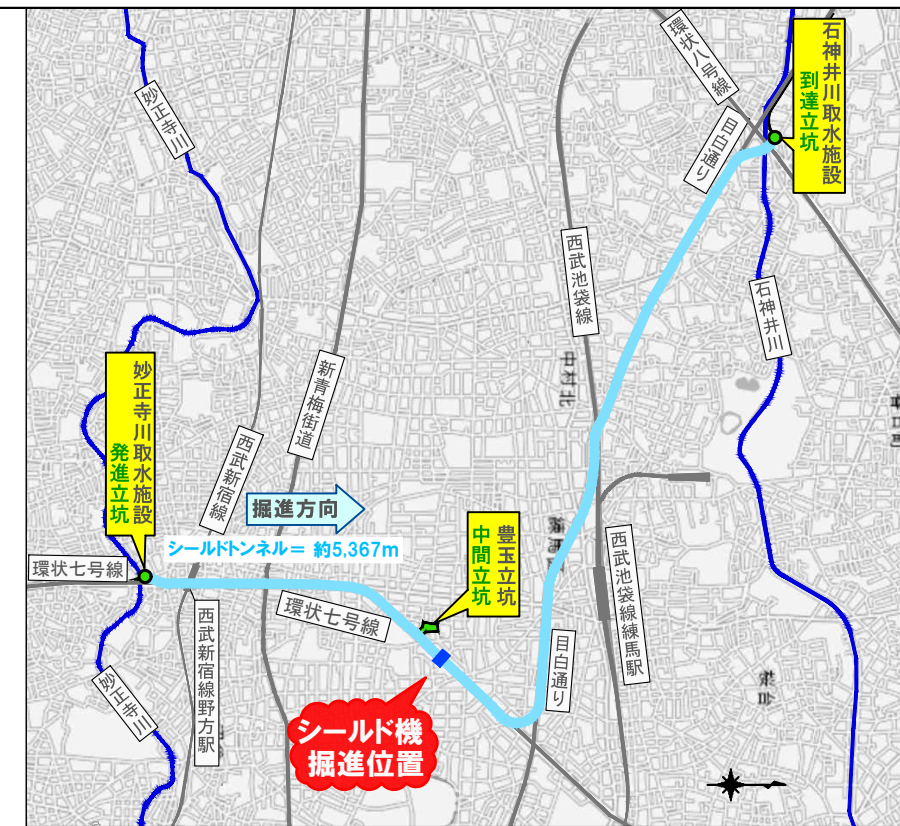 環状八号線
石神井川取水施設
到達立坑
妙正寺川
目白通り
西武池袋線
石神井川
新青梅街道
中村北
妙正寺川取水施設
発進立坑
西武新宿線
掘進方向
シールドトンネル＝ 約5,367m
豊玉立坑
中間立坑
環状七号線
環状七号線
西武池袋線練馬駅
西武新宿線野方駅
目白通り
妙正寺川
シールド機
掘進位置